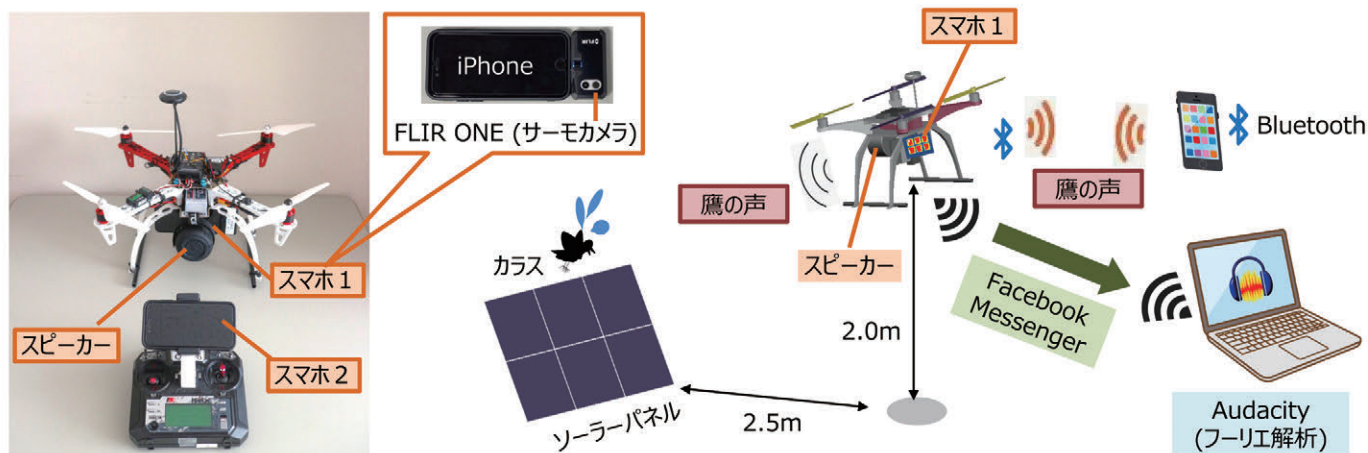 iPhone
FLIR
FLIR ONE (サーモカメラ)
スマホ 1
スピーカー
スマホ 2
スマホ 1
Bluetooth
鷹の声
鷹の声
スピーカー
カラス
2.0m
Facebook
Messenger
ソーラーパネル
2.5m
Audacity
(フーリエ解析)